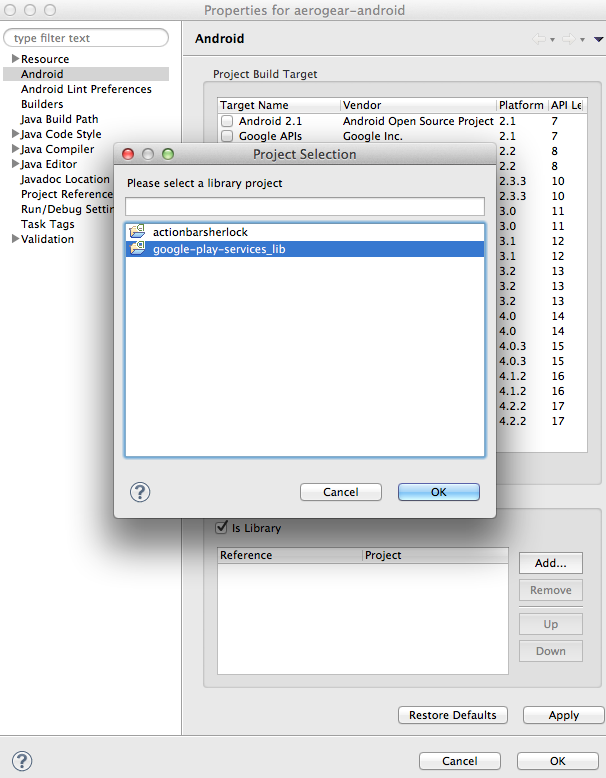 Properties for aerogear-android
type filter text
Resource
Android
Android Lint Preferences
Builders
Java Build Path
Java Code Style
Java Compiler
Java Editor
Javadoc Location
Project Reference
Run/Debug Settin
Task Tags
Validation
Android
Project Build Target
Target Name Vendor Platform API Le
Android 2.1 Android Open Source Project 2.1 7
Google APIs Google Inc. 2.1 7
2.2 8
2.2 8
2.3.3 10
2.3.3 10
3.0 11
3.0 11
3.1 12
3.1 12
3.2 13
3.2 13
3.2 13
4.0 14
4.0 14
4.0.3 15
4.0.3 15
4.1.2 16
4.1.2 16
4.2.2 17
4.2.2 17
Project Selection
Please select a library project
actionbarsherlock
google-play-services_lib
?
Cancel OK
Is Library
Reference Project
Add...
Remove
Up
Down
Restore Defaults Apply
?
Cancel OK